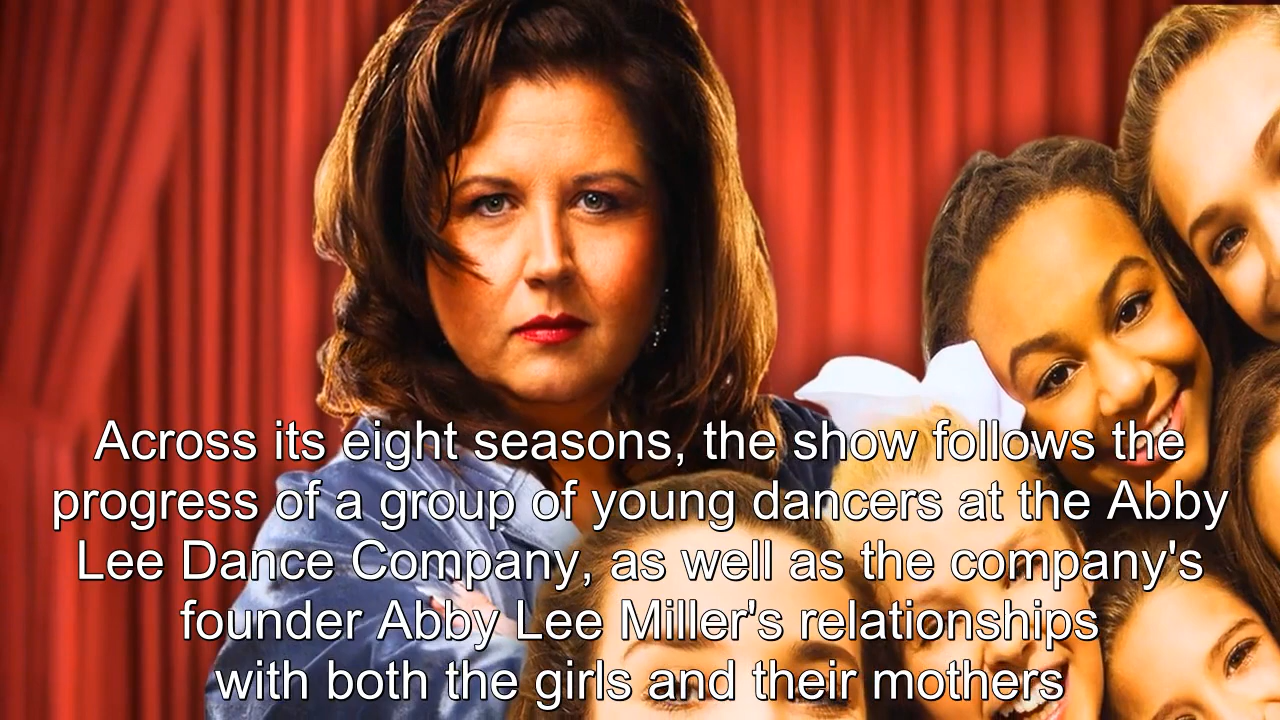 Across its eight seasons, the show follows the
progress of a group of young dancers at the Abby
Lee Dance Company, as well as the company's
founder Abby Lee Miller's relationships
with both the girls and their mothers